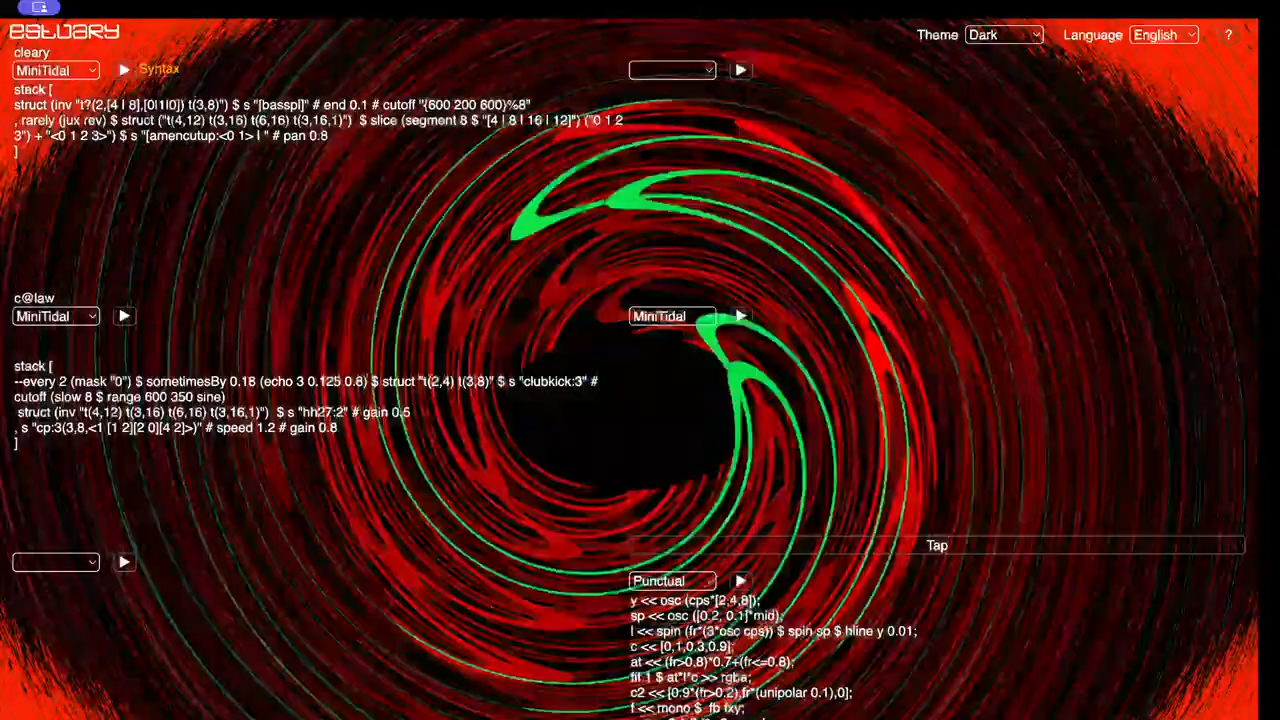 estuary
Theme Dark Language English ?
cleary
MiniTidal Syntax
stack [
struct (inv "t?(2,[4 | 8],[0|1|0]) t(3,8)") $ s "[basspl]" # end 0.1 # cutoff "{600 200 600}%8"
, rarely (jux rev) $ struct ("t(4,12) t(3,16) t(6,16) t(3,16,1)") $ slice (segment 8 $ "[4 | 8 | 16 | 12]") ("0 1 2
3") + "<0 1 2 3>") $ s "[amencutup:<0 1> | " # pan 0.8
]
c@law
MiniTidal
stack [
--every 2 (mask "0") $ sometimesBy 0.18 (echo 3 0.125 0.8) $ struct "t(2,4) t(3,8)" $ s "clubkick:3" #
cutoff (slow 8 $ range 600 350 sine)
struct (inv "t(4,12) t(3,16) t(6,16) t(3,16,1)") $ s "hh27:2" # gain 0.5
, s "cp:3(3,8,<1 [1 2][2 0][4 2]>)" # speed 1.2 # gain 0.8
]
MiniTidal
Tap
Punctual
y << osc (cps*[2,4,8]);
sp << osc ([0.2, 0.1]*mid);
l << spin (fr*(3*osc cps)) $ spin sp $ hline y 0.01;
c << [0,1,0.3,0.9];
at << (fr>0.8)*0.7+(fr<=0.8);
fit 1 $ at*l*c >> rgba;
c2 << [0.9*(fr>0.2),fr*(unipolar 0.1),0];
f << mono $ fb fxy;